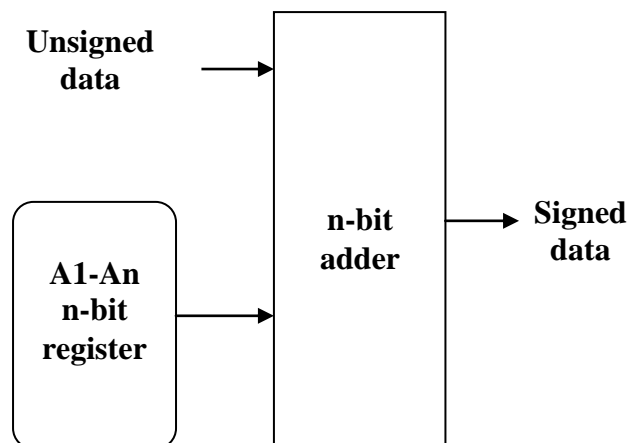 Unsigned
data
n-bit
adder
Signed
data
A1-An
n-bit
register